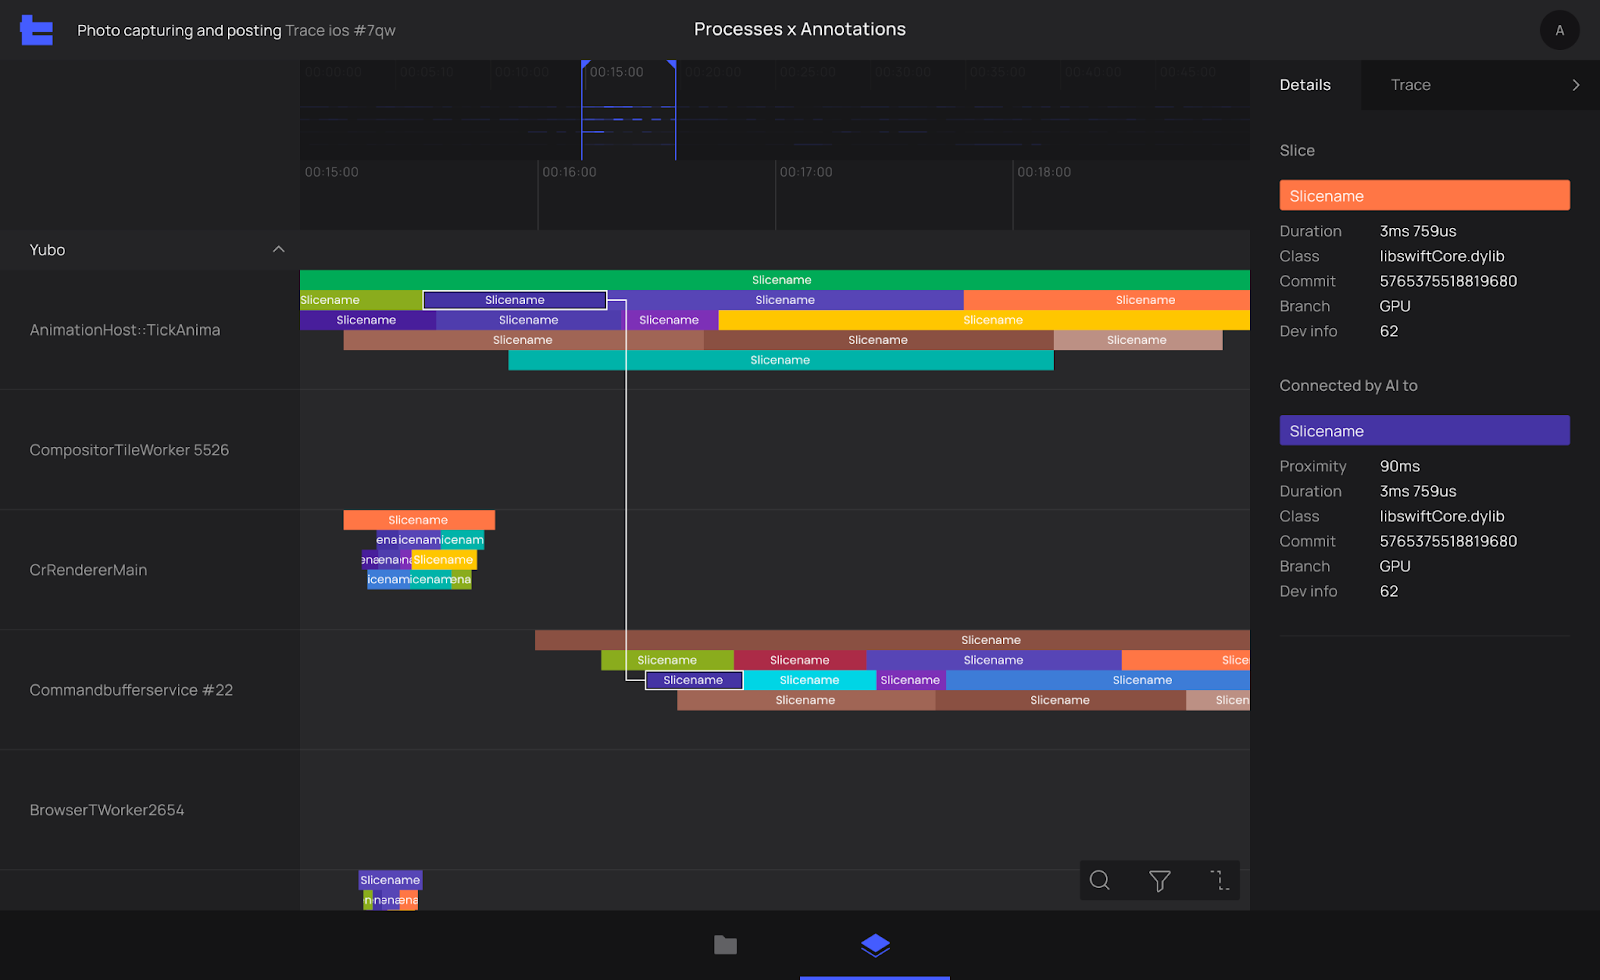 Photo capturing and posting Trace ios #7qw
Processes x Annotations
A
00:00:00 00:05:10 00:10:00 00:15:00 00:20:00 00:25:00 00:30:00 00:35:00 00:40:00 00:45:00
00:15:00 00:16:00 00:17:00 00:18:00
Yubo
Slicename
Slicename Slicename Slicename Slicename
Slicename Slicename Slicename Slicename
AnimationHost::TickAnima
Slicename Slicename Slicename
Slicename
CompositorTileWorker 5526
Slicename
enaicenamicenam
Slicename
CrRendererMain
icenamicenamena
Slicename
Slicename Slicename Slicename Slice
Slicename Slicename Slicename Slicename
Commandbufferservice #22
Slicename Slicename Slicen
BrowserTWorker2654
Slicename
Details Trace
Slice
Slicename
Duration 3ms 759us
Class libswiftCore.dylib
Commit 5765375518819680
Branch GPU
Dev info 62
Connected by AI to
Slicename
Proximity 90ms
Duration 3ms 759us
Class libswiftCore.dylib
Commit 5765375518819680
Branch GPU
Dev info 62